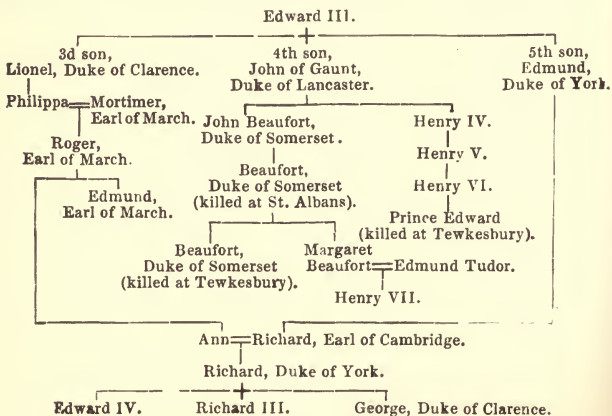 Edward III.
3d son,
Lionel, Duke of Clarence.
4th son,
John of Gaunt,
Duke of Lancaster.
5th son,
Edmund,
Duke of York.
Philippa Mortimer,
Earl of March.
Roger,
Earl of March.
Edmund,
Earl of March.
John Beaufort,
Duke of Somerset.
Beaufort,
Duke of Somerset
(killed at St. Albans).
Henry IV.
Henry V.
Henry VI.
Prince Edward
(killed at Tewkesbury).
Beaufort,
Duke of Somerset
(killed at Tewkesbury).
Margaret
Beaufort Edmund Tudor.
Henry VII.
Ann Richard, Earl of Cambridge.
Richard, Duke of York.
Edward IV. Richard III. George, Duke of Clarence.